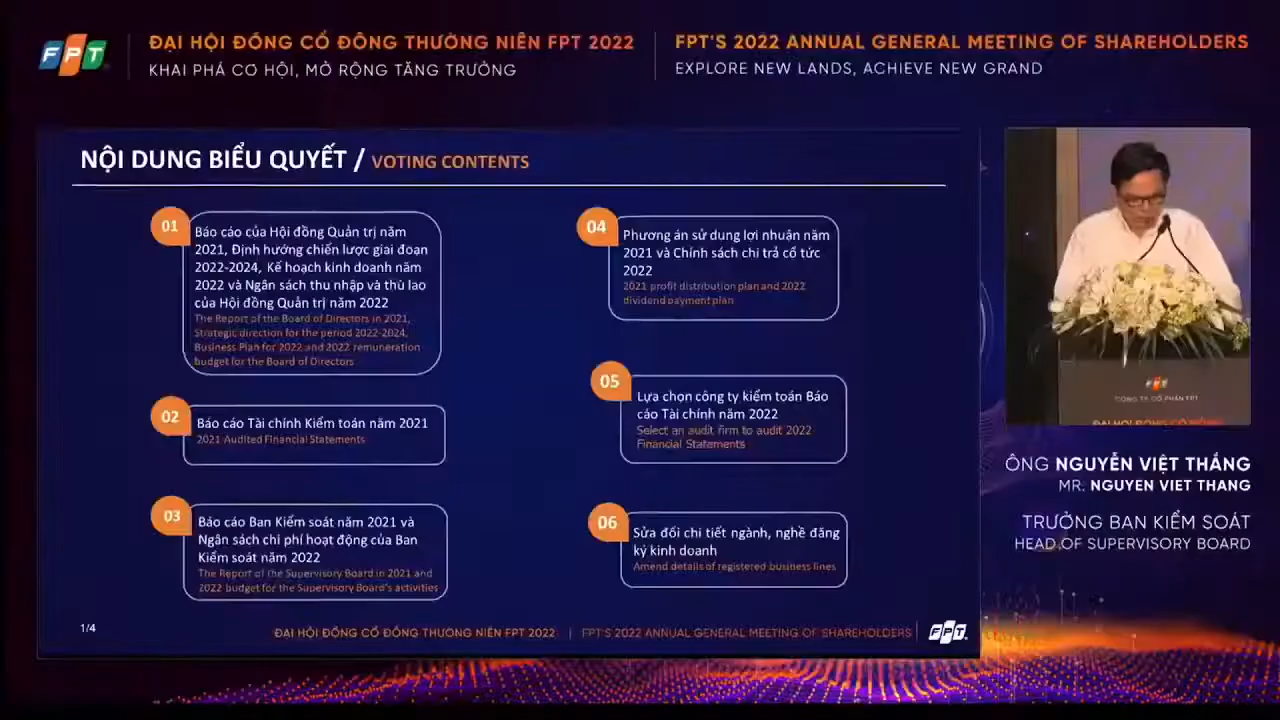 FPT
ĐẠI HỘI ĐỒNG CỔ ĐÔNG THƯỜNG NIÊN FPT 2022
KHAI PHÁ CƠ HỘI, MỞ RỘNG TĂNG TRƯỞNG
FPT'S 2022 ANNUAL GENERAL MEETING OF SHAREHOLDERS
EXPLORE NEW LANDS, ACHIEVE NEW GRAND
NỘI DUNG BIỂU QUYẾT / VOTING CONTENTS
01
Báo cáo của Hội đồng Quản trị năm
2021, Định hướng chiến lược giai đoạn
2022-2024, Kế hoạch kinh doanh năm
2022 và Ngân sách thu nhập và thù lao
của Hội đồng Quản trị năm 2022
The Report of the Board of Directors in 2021,
Strategic direction for the period 2022-2024,
Business Plan for 2022 and 2022 remuneration
budget for the Board of Directors
02
Báo cáo Tài chính Kiểm toán năm 2021
2021 Audited Financial Statements
03
Báo cáo Ban Kiểm soát năm 2021 và
Ngân sách chi phí hoạt động của Ban
Kiểm soát năm 2022
The Report of the Supervisory Board in 2021 and
2022 budget for the Supervisory Board's activities
04
Phương án sử dụng lợi nhuận năm
2021 và Chính sách chi trả cổ tức
2022
2021 profit distribution plan and 2022
dividend payment plan
05
Lựa chọn công ty kiểm toán Báo
cáo Tài chính năm 2022
Select an audit firm to audit 2022
Financial Statements
06
Sửa đổi chi tiết ngành, nghề đăng
ký kinh doanh
Amend details of registered business lines
1/4
ĐẠI HỘI ĐỒNG CỔ ĐÔNG THƯỜNG NIÊN FPT 2022 | FPT'S 2022 ANNUAL GENERAL MEETING OF SHAREHOLDERS
FPT
FPT
CÔNG TY CỔ PHẦN FPT
ĐẠI HỘI ĐỒNG CỔ ĐÔNG
ÔNG NGUYỄN VIỆT THẮNG
MR. NGUYEN VIET THANG
TRƯỞNG BAN KIỂM SOÁT
HEAD OF SUPERVISORY BOARD